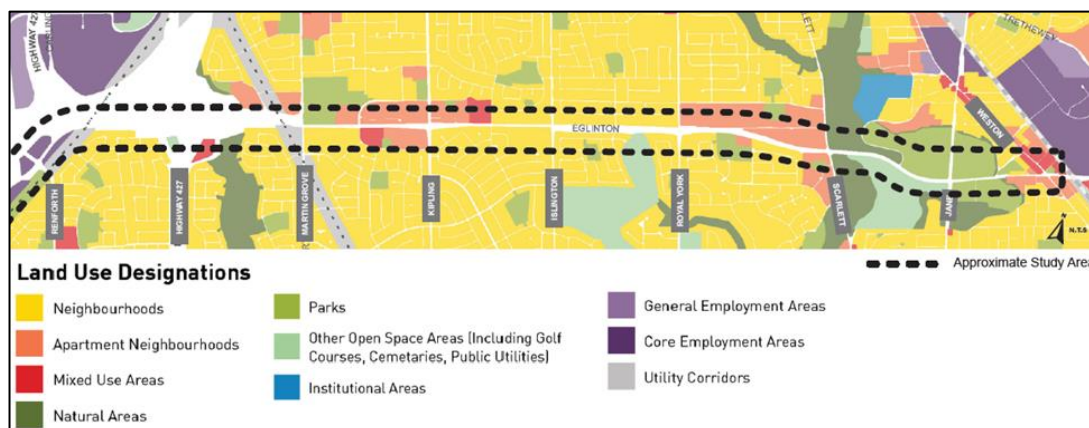 HIGHWAY 427
TRETHEWEY
EGLINTON
WESTON
RENFORTH
HIGHWAY 427
MARTIN GROVE
KIPLING
ISLINGTON
ROYAL YORK
SCARLETT
JANE
N.T.S
Approximate Study Area
Land Use Designations
Neighbourhoods
Apartment Neighbourhoods
Mixed Use Areas
Natural Areas
Parks
Other Open Space Areas (Including Golf
Courses, Cemetaries, Public Utilities)
Institutional Areas
General Employment Areas
Core Employment Areas
Utility Corridors